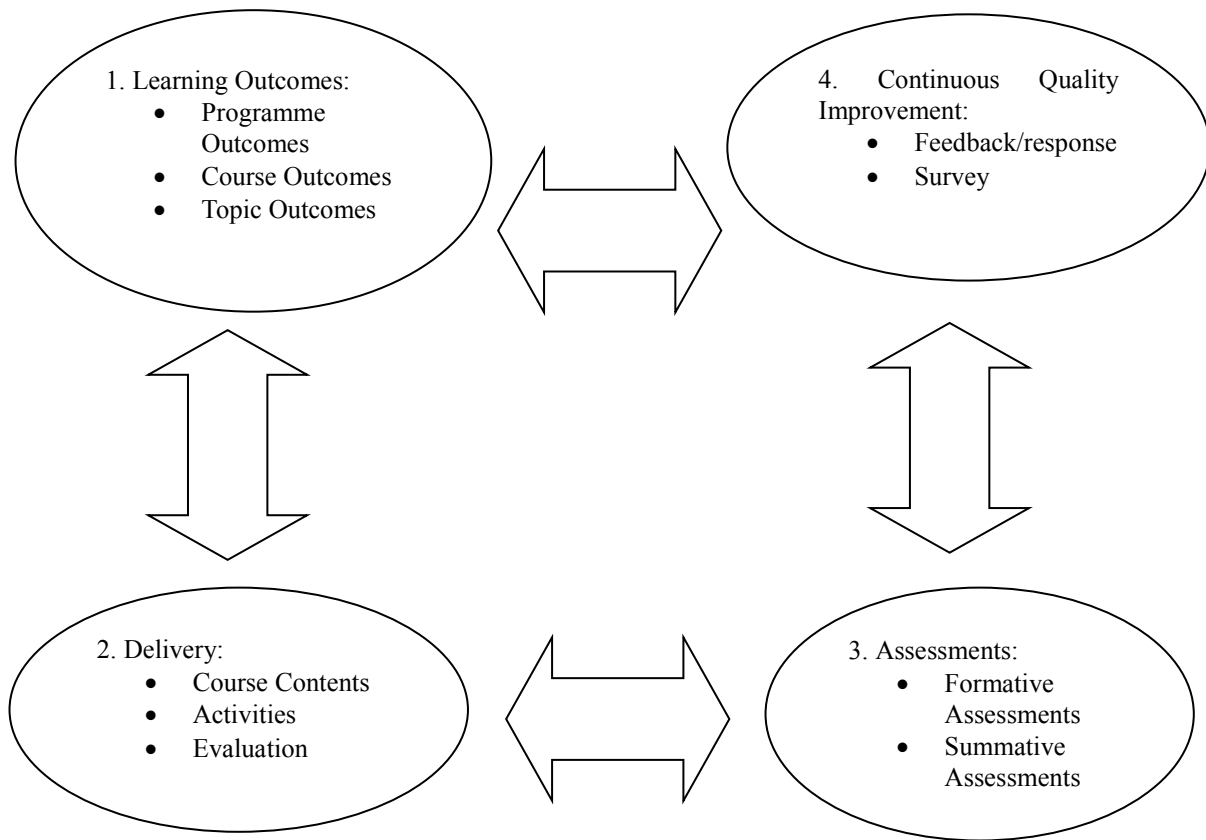 1. Learning Outcomes:
• Programme
Outcomes
• Course Outcomes
• Topic Outcomes
4. Continuous Quality
Improvement:
• Feedback/response
• Survey
2. Delivery:
• Course Contents
• Activities
• Evaluation
3. Assessments:
• Formative
Assessments
• Summative
Assessments